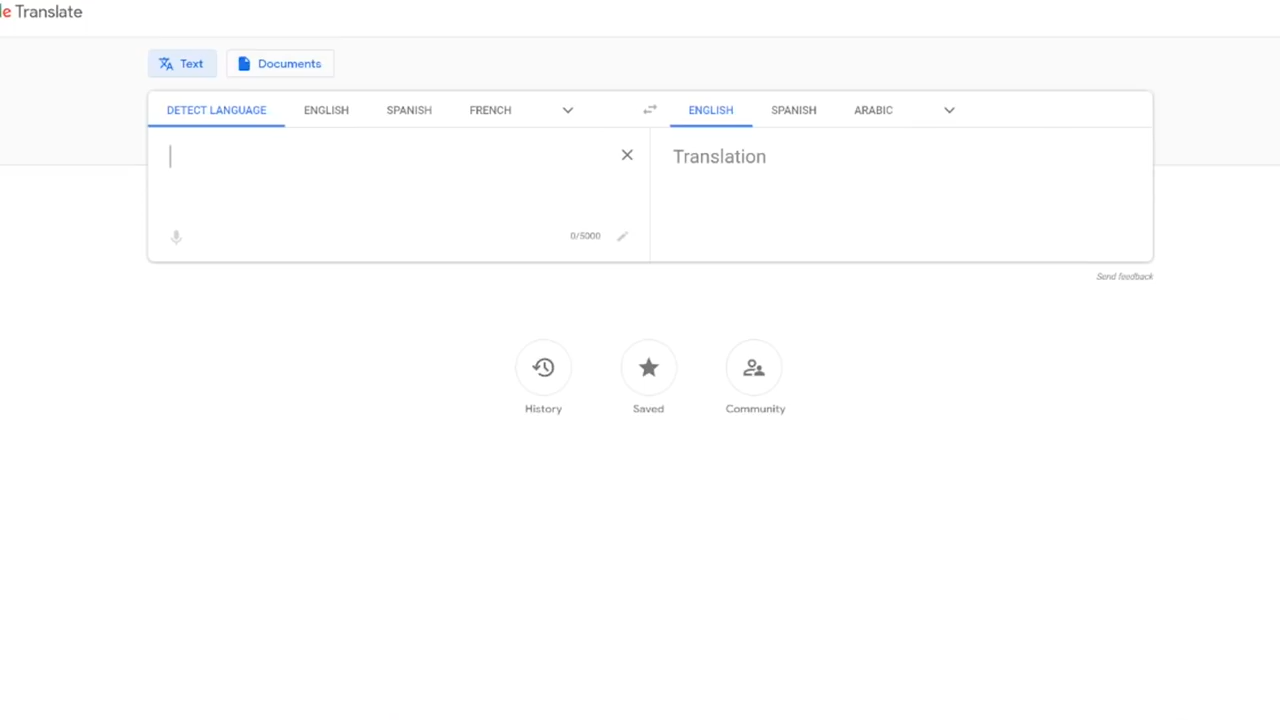 le Translate
Text Documents
DETECT LANGUAGE ENGLISH SPANISH FRENCH ENGLISH SPANISH ARABIC
Translation
0/5000
Send feedback
History Saved Community